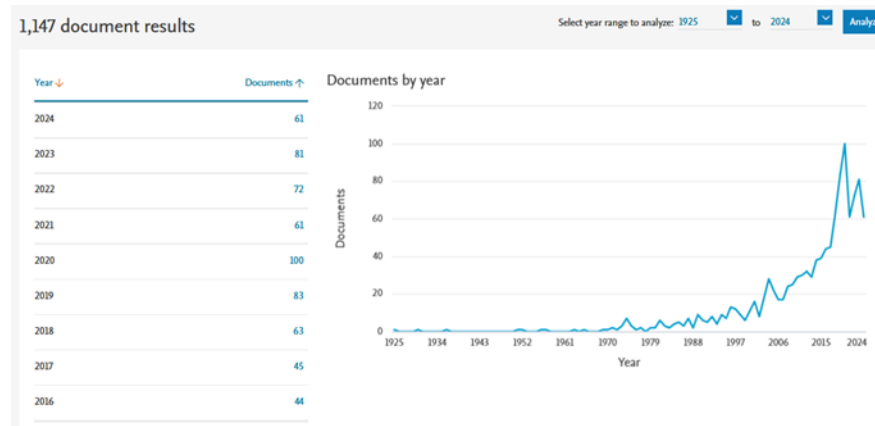 1,147 document results
Select year range to analyze: 1925 to 2024
Year Documents
2024 61
2023 81
2022 72
2021 61
2020 100
2019 83
2018 63
2017 45
2016 44
Documents by year
120
100
80
60
40
20
0
Documents
1925 1934 1943 1952 1961 1970 1979 1988 1997 2006 2015 2024
Year